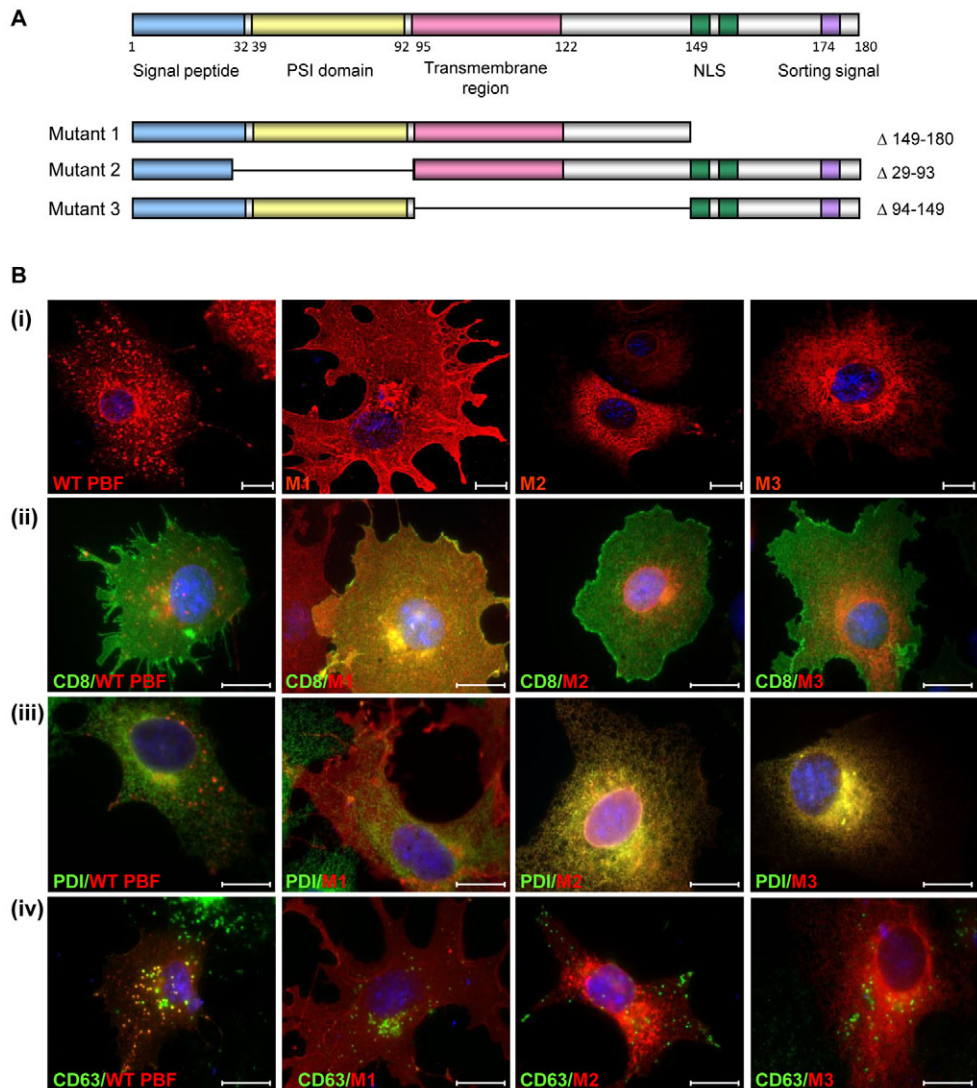 A
1 32 39 92 95 122 149 174 180
Signal peptide PSI domain Transmembrane region NLS Sorting signal
Mutant 1 Δ 149-180
Mutant 2 Δ 29-93
Mutant 3 Δ 94-149
B
(i)
WT PBF M1 M2 M3
(ii)
CD8/WT PBF CD8/M1 CD8/M2 CD8/M3
(iii)
PDI/WT PBF PDI/M1 PDI/M2 PDI/M3
(iv)
CD63/WT PBF CD63/M1 CD63/M2 CD63/M3